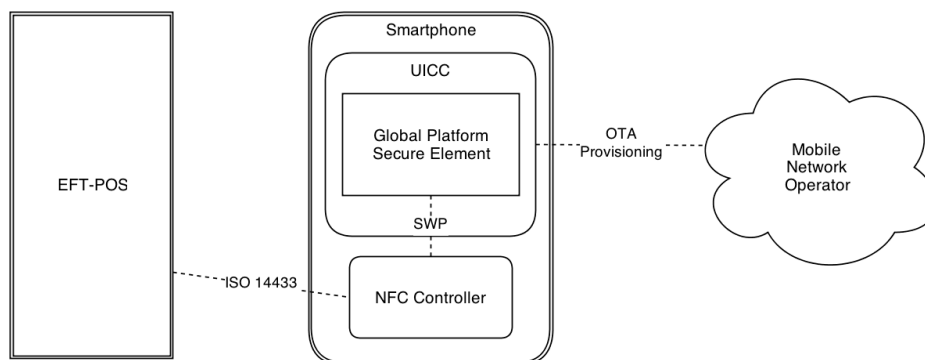 Smartphone
UICC
Global Platform
Secure Element
OTA
Provisioning
Mobile
Network
Operator
EFT-POS
SWP
ISO 14433
NFC Controller